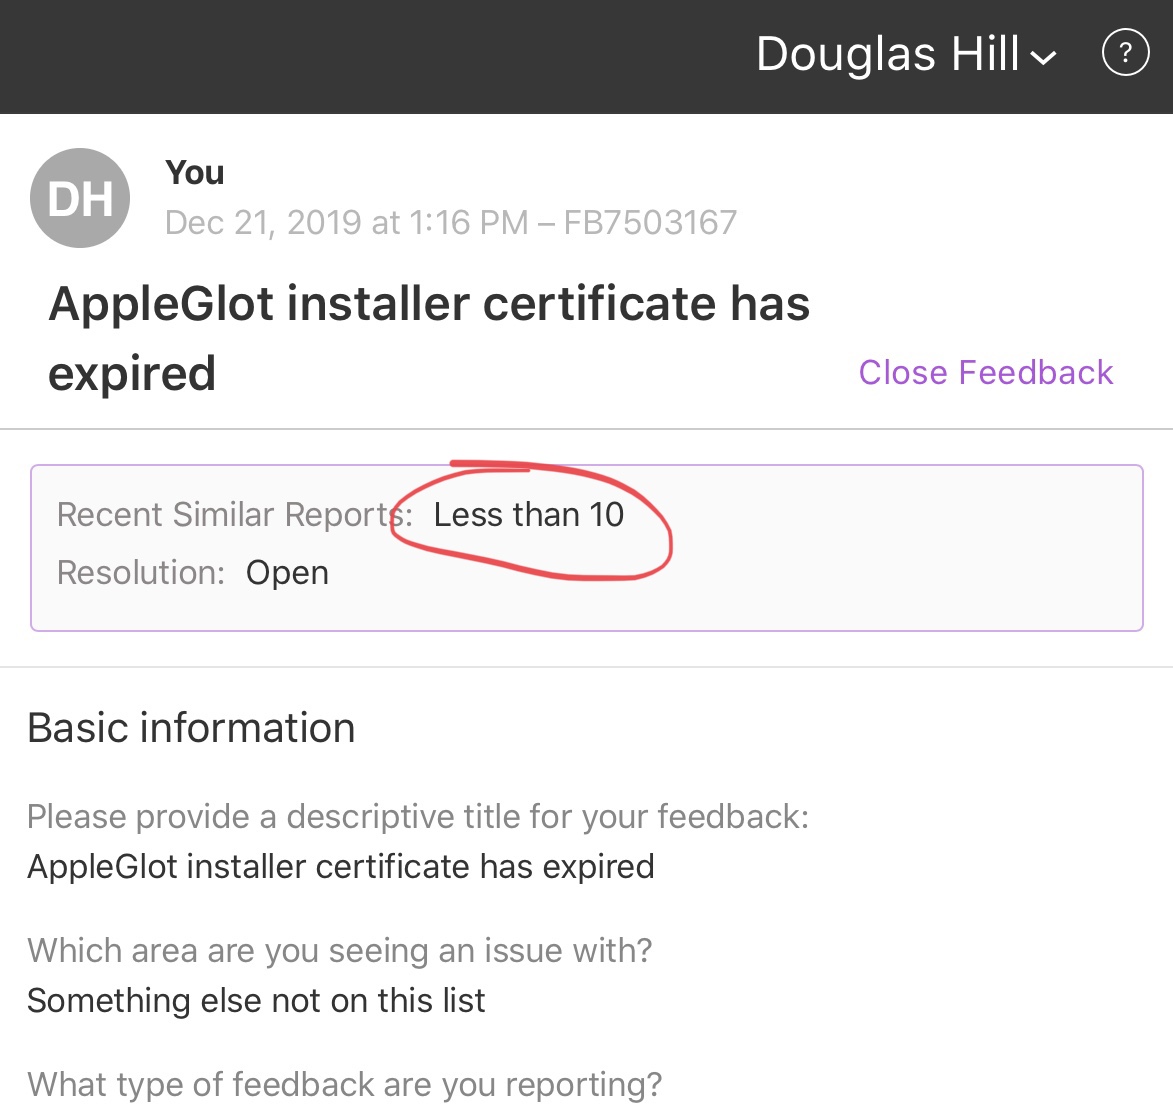 Douglas Hill
?
DH
You
Dec 21, 2019 at 1:16 PM – FB7503167
AppleGlot installer certificate has
expired
Close Feedback
Recent Similar Reports: Less than 10
Resolution: Open
Basic information
Please provide a descriptive title for your feedback:
AppleGlot installer certificate has expired
Which area are you seeing an issue with?
Something else not on this list
What type of feedback are you reporting?